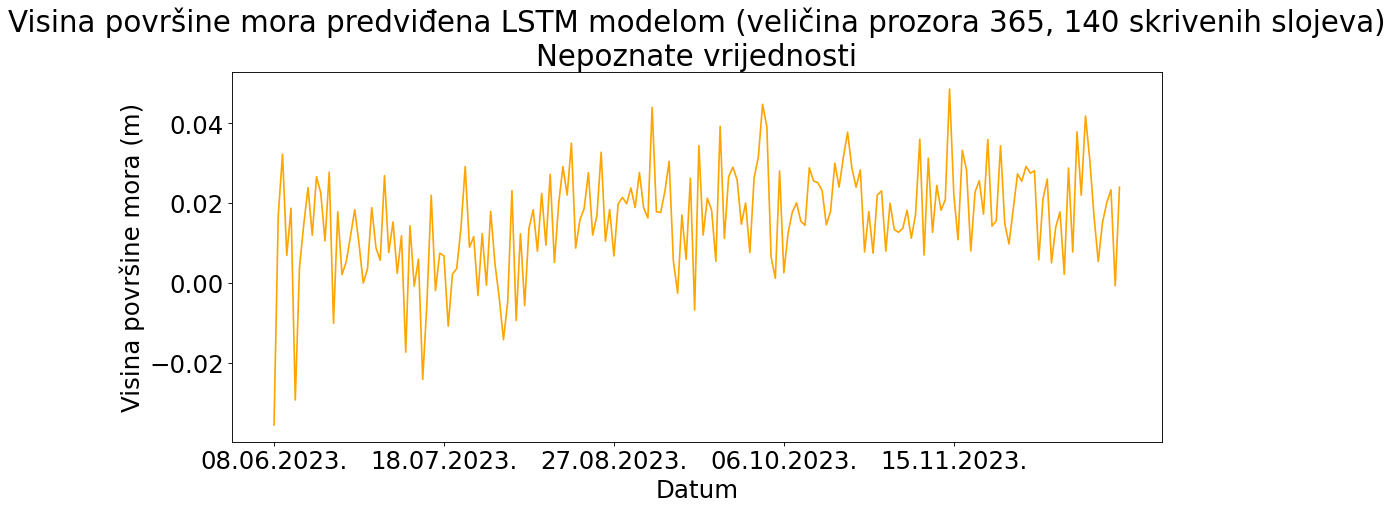 Visina površine mora predviđena LSTM modelom (veličina prozora 365, 140 skrivenih slojeva)
Nepoznate vrijednosti
Visina površine mora (m)
0.04
0.02
0.00
−0.02
08.06.2023. 18.07.2023. 27.08.2023. 06.10.2023. 15.11.2023.
Datum